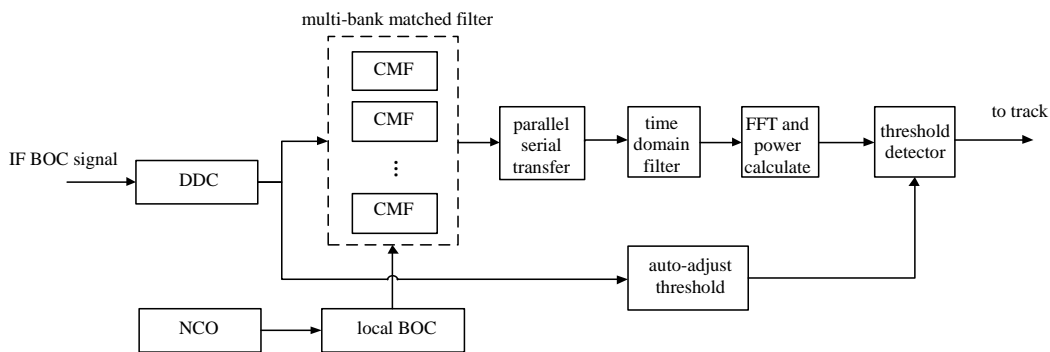 multi-bank matched filter
CMF
CMF
...
CMF
IF BOC signal
DDC
parallel
serial
transfer
time
domain
filter
FFT and
power
calculate
threshold
detector
to track
auto-adjust
threshold
NCO
local BOC